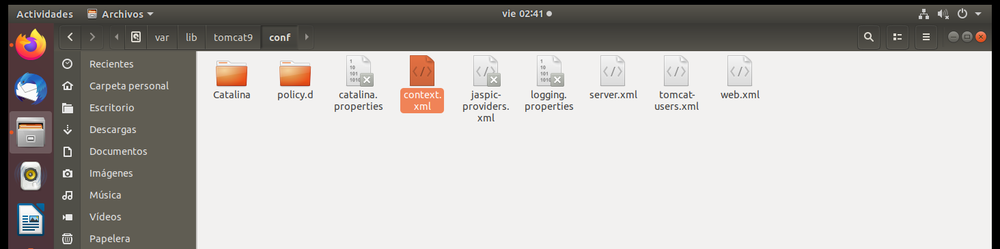 Actividades
Archivos
vie 02:41
var
lib
tomcat9
conf
Recientes
Carpeta personal
Escritorio
Descargas
Documentos
Imágenes
Música
Vídeos
Papelera
Catalina
policy.d
catalina.
properties
context.
xml
jaspic-
providers.
xml
logging.
properties
server.xml
tomcat-
users.xml
web.xml